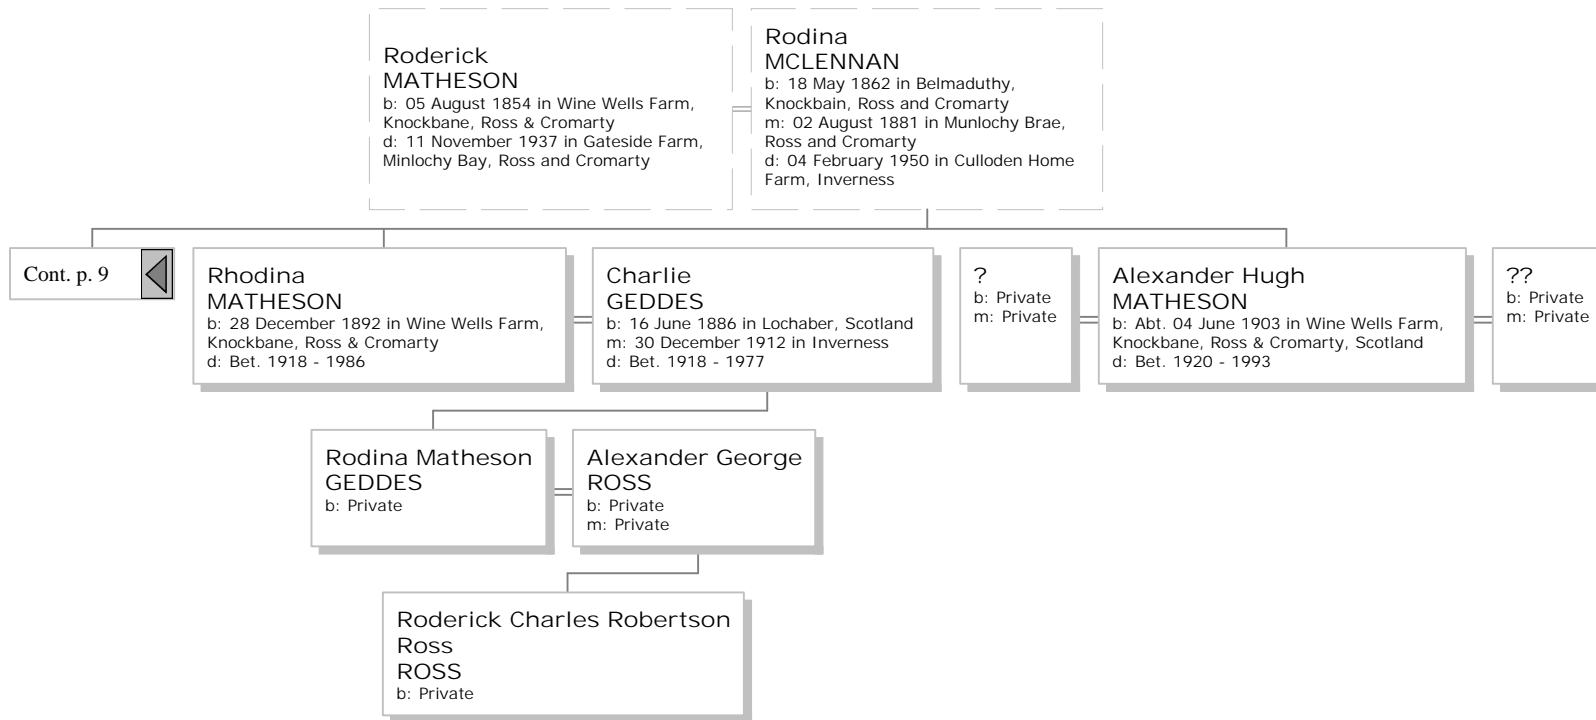 Roderick
MATHESON
b: 05 August 1854 in Wine Wells Farm,
Knockbane, Ross & Cromarty
d: 11 November 1937 in Gateside Farm,
Minlochy Bay, Ross and Cromarty
Rodina
MCLENNAN
b: 18 May 1862 in Belmaduthy,
Knockbain, Ross and Cromarty
m: 02 August 1881 in Munlochy Brae,
Ross and Cromarty
d: 04 February 1950 in Culloden Home
Farm, Inverness
Cont. p. 9
Rhodina
MATHESON
b: 28 December 1892 in Wine Wells Farm,
Knockbane, Ross & Cromarty
d: Bet. 1918 - 1986
Charlie
GEDDES
b: 16 June 1886 in Lochaber, Scotland
m: 30 December 1912 in Inverness
d: Bet. 1918 - 1977
?
b: Private
m: Private
Alexander Hugh
MATHESON
b: Abt. 04 June 1903 in Wine Wells Farm,
Knockbane, Ross & Cromarty, Scotland
d: Bet. 1920 - 1993
??
b: Private
m: Private
Rodina Matheson
GEDDES
b: Private
Alexander George
ROSS
b: Private
m: Private
Roderick Charles Robertson
Ross
ROSS
b: Private